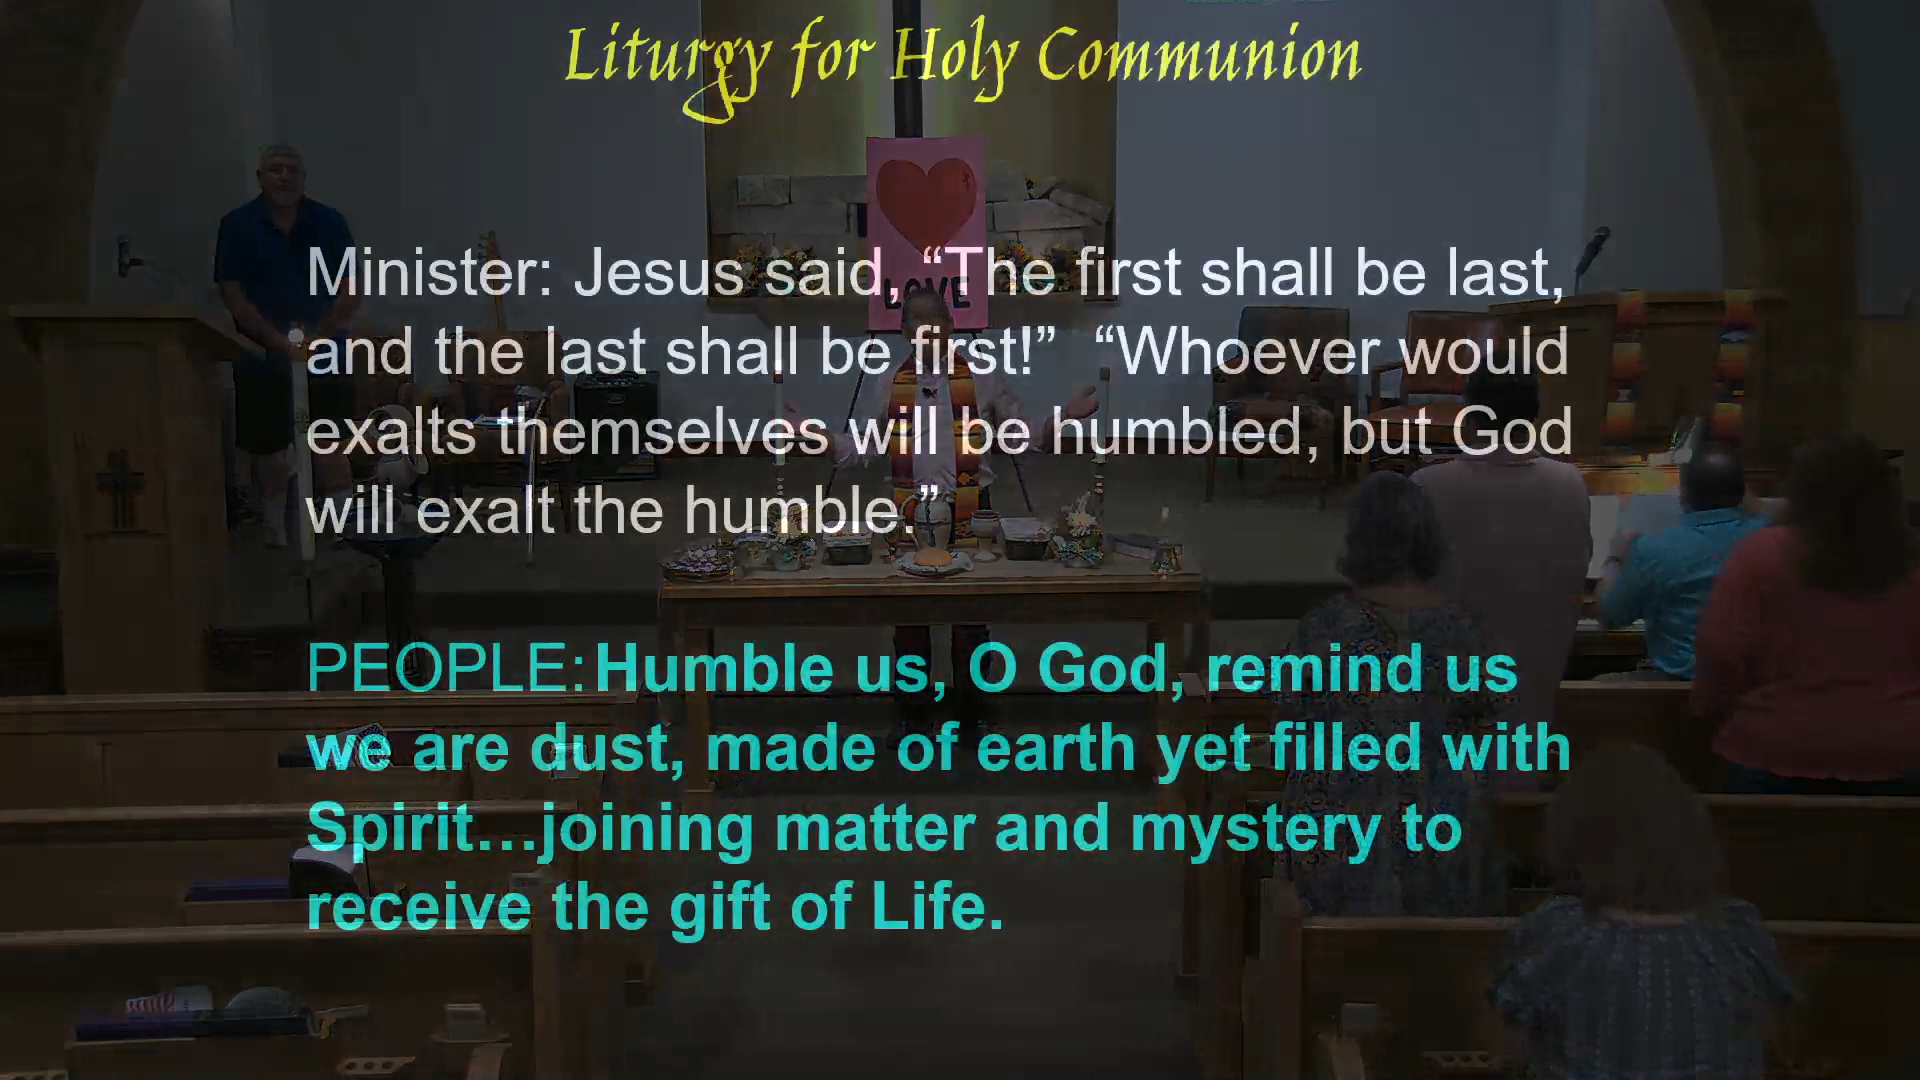 Liturgy for Holy Communion
Minister: Jesus said, “The first shall be last,
and the last shall be first!”  “Whoever would
exalts themselves will be humbled, but God
will exalt the humble.”
LOVE
PEOPLE: Humble us, O God, remind us
we are dust, made of earth yet filled with
Spirit…joining matter and mystery to
receive the gift of Life.